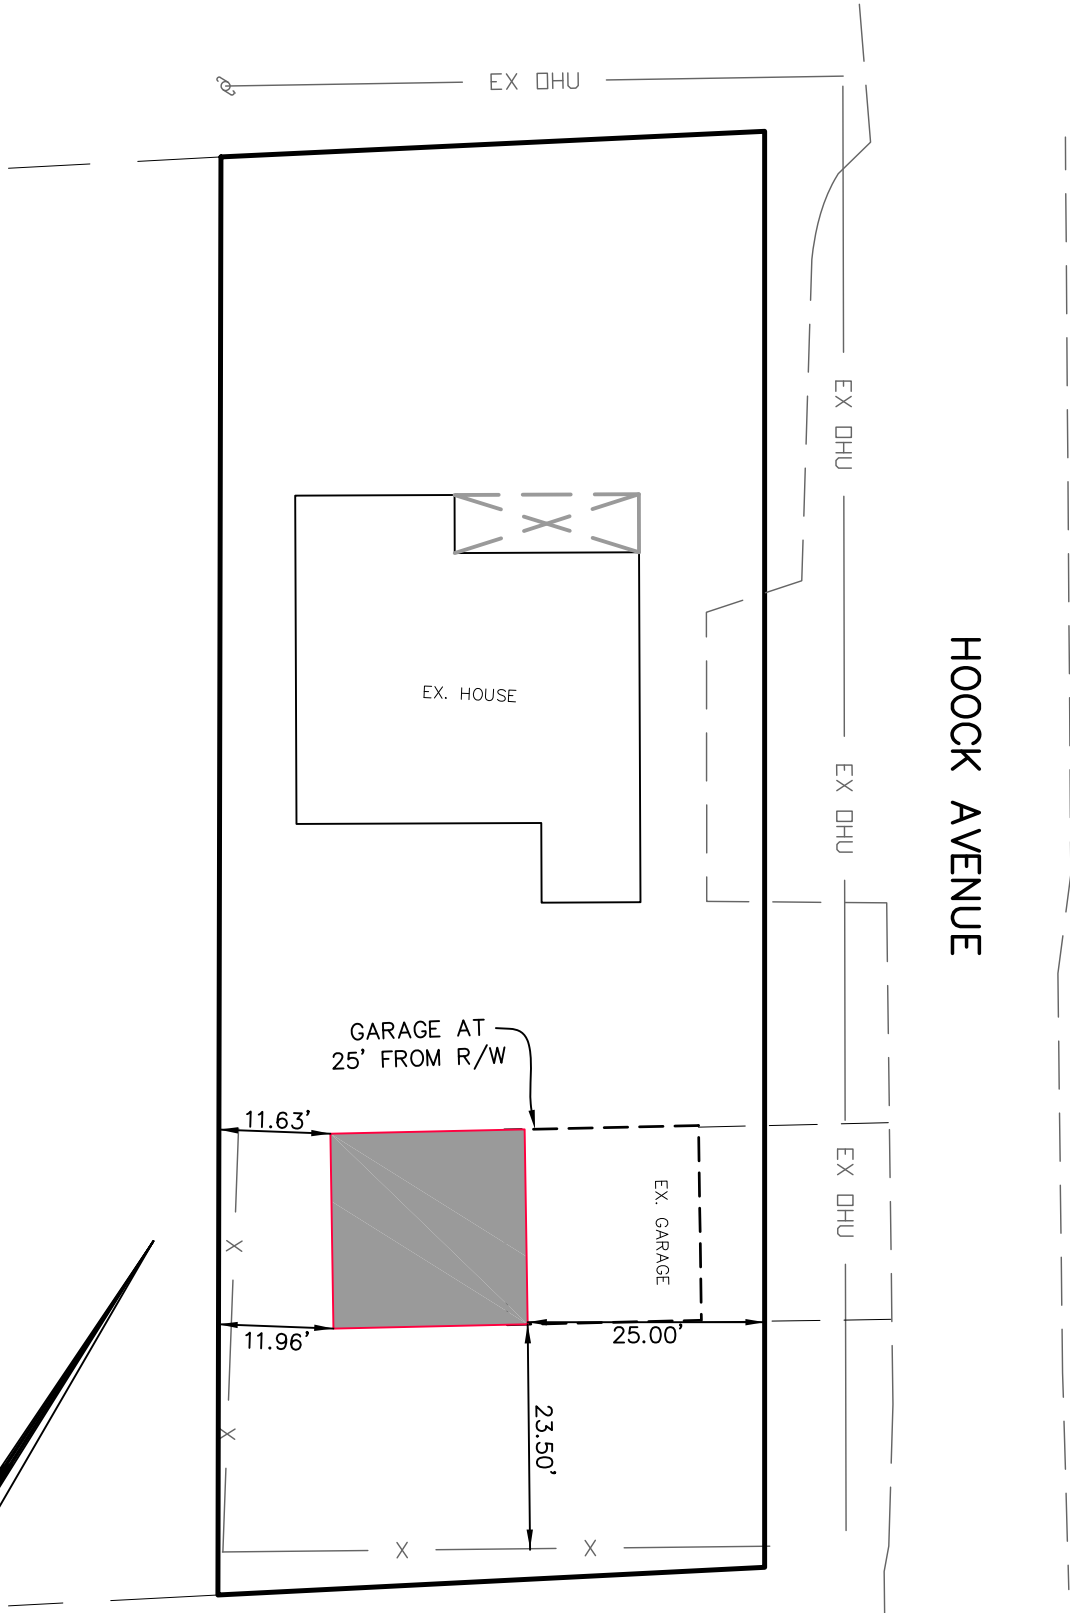 EX OHU
EX OHU
HOOCK AVENUE
EX. HOUSE
EX OHU
GARAGE AT
25' FROM R/W
11.63'
EX OHU
EX. GARAGE
X
11.96'
25.00'
23.50'
X
X
X